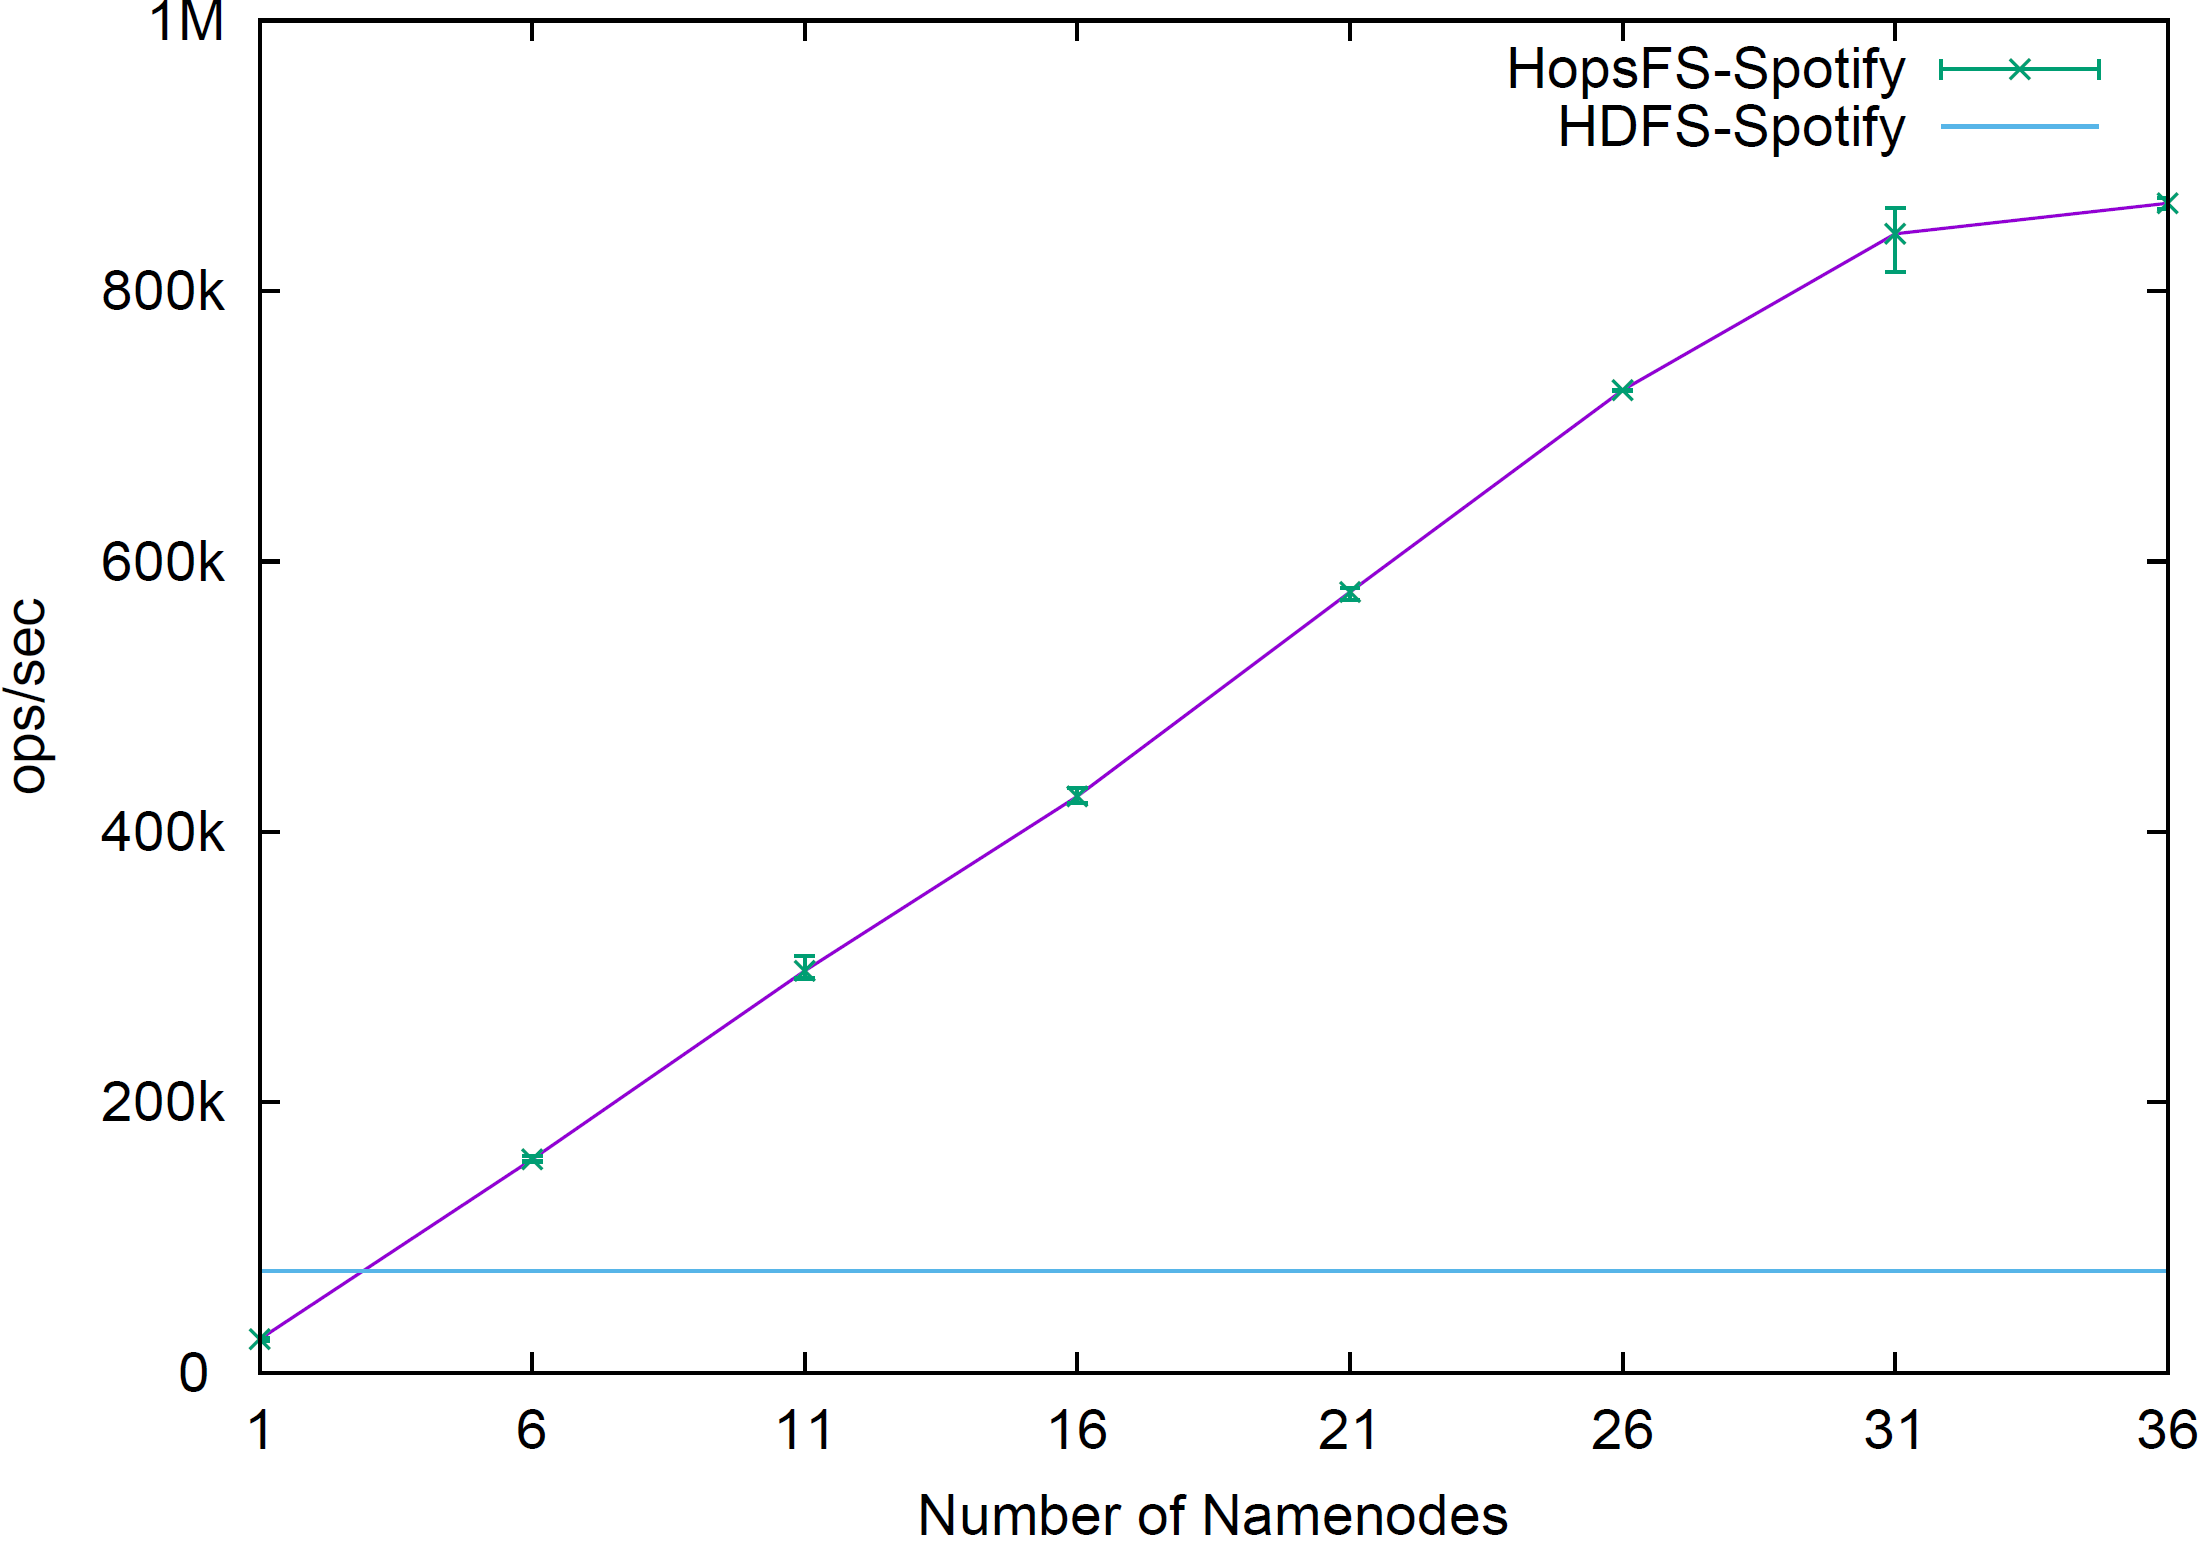 1M
HopsFS-Spotify
HDFS-Spotify
800k
600k
ops/sec
400k
200k
0
1 6 11 16 21 26 31 36
Number of Namenodes